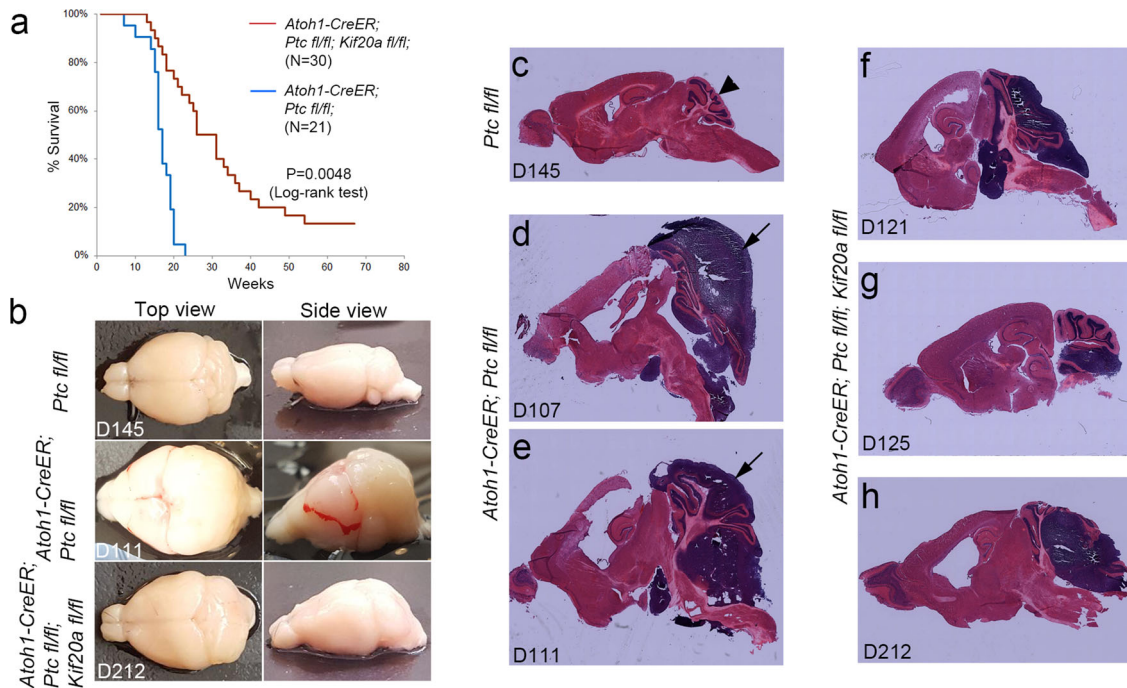 a
100%
80%
60%
40%
20%
0%
% Survival
0
20
40
60
80
Weeks
Atoh1-CreER;
Ptc fl/fl; Kif20a fl/fl;
(N=30)
Atoh1-CreER;
Ptc fl/fl;
(N=21)
P=0.0048
(Log-rank test)
b
Top view
Side view
Ptc fl/fl
D145
Atoh1-CreER;
Ptc fl/fl
D111
Atoh1-CreER;
Ptc fl/fl;
Kif20a fl/fl
D212
Ptc fl/fl
c
D145
Atoh1-CreER; Ptc fl/fl
d
D107
e
D111
Atoh1-CreER; Ptc fl/fl; Kif20a fl/fl
f
D121
g
D125
h
D212